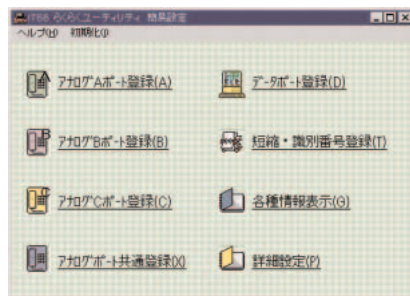 IT66 らくらくユーティリティ 簡易設定
ヘルプ(H) 初期化(I)
アナログAポート登録(A)
データポート登録(D)
アナログBポート登録(B)
短縮・識別番号登録(T)
アナログCポート登録(C)
各種情報表示(G)
アナログポート共通登録(X)
詳細設定(P)